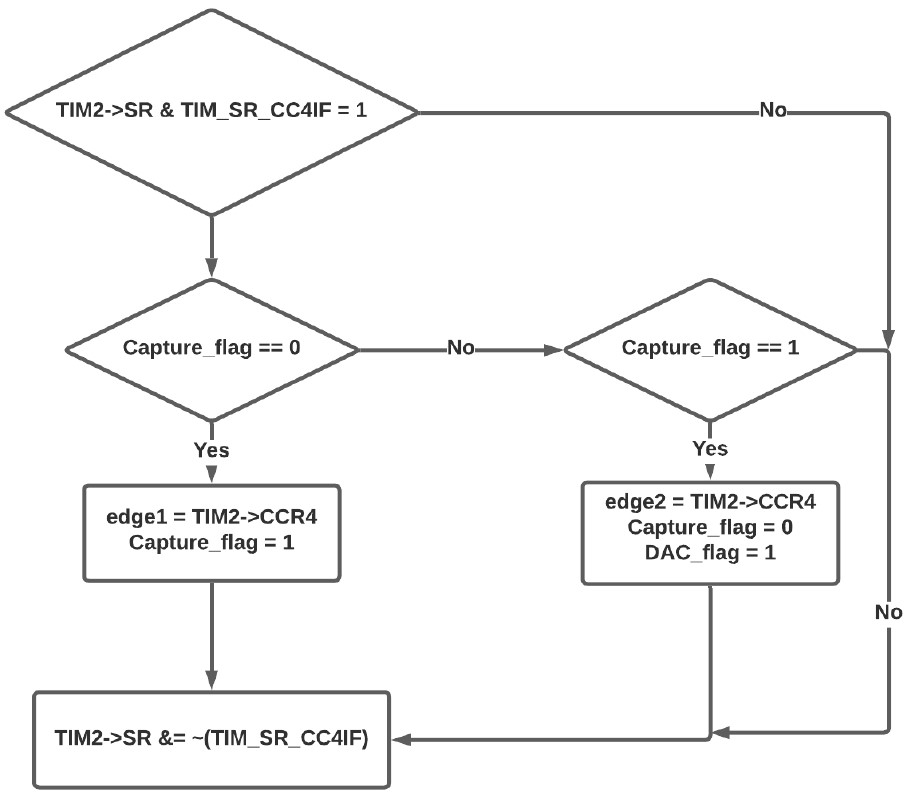 TIM2->SR & TIM_SR_CC4IF = 1
No
Capture_flag == 0
No
Capture_flag == 1
Yes
Yes
edge1 = TIM2->CCR4
Capture_flag = 1
edge2 = TIM2->CCR4
Capture_flag = 0
DAC_flag = 1
No
TIM2->SR &= ~(TIM_SR_CC4IF)